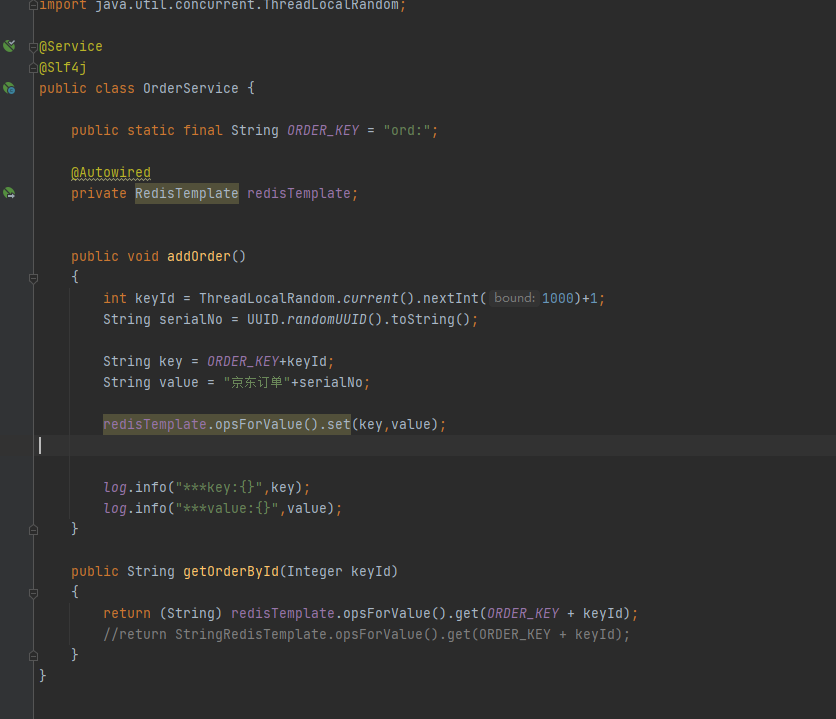 import java.util.concurrent.ThreadLocalRandom;
@Service
@Slf4j
public class OrderService {
public static final String ORDER_KEY = "ord:";
@Autowired
private RedisTemplate redisTemplate;
public void addOrder()
{
int keyId = ThreadLocalRandom.current().nextInt( bound: 1000)+1;
String serialNo = UUID.randomUUID().toString();
String key = ORDER_KEY+keyId;
String value = "京东订单"+serialNo;
redisTemplate.opsForValue().set(key,value);
log.info("***key:{}",key);
log.info("***value:{}",value);
}
public String getOrderById(Integer keyId)
{
return (String) redisTemplate.opsForValue().get(ORDER_KEY + keyId);
//return StringRedisTemplate.opsForValue().get(ORDER_KEY + keyId);
}
}